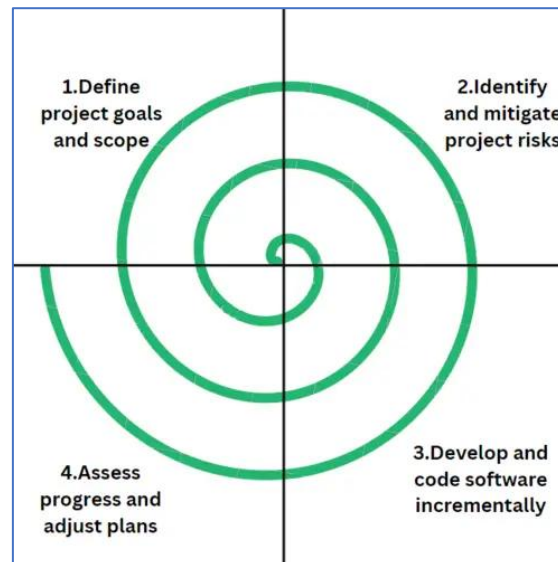 1.Define
project goals
and scope
2.Identify
and mitigate
project risks
3.Develop and
code software
incrementally
4.Assess
progress and
adjust plans